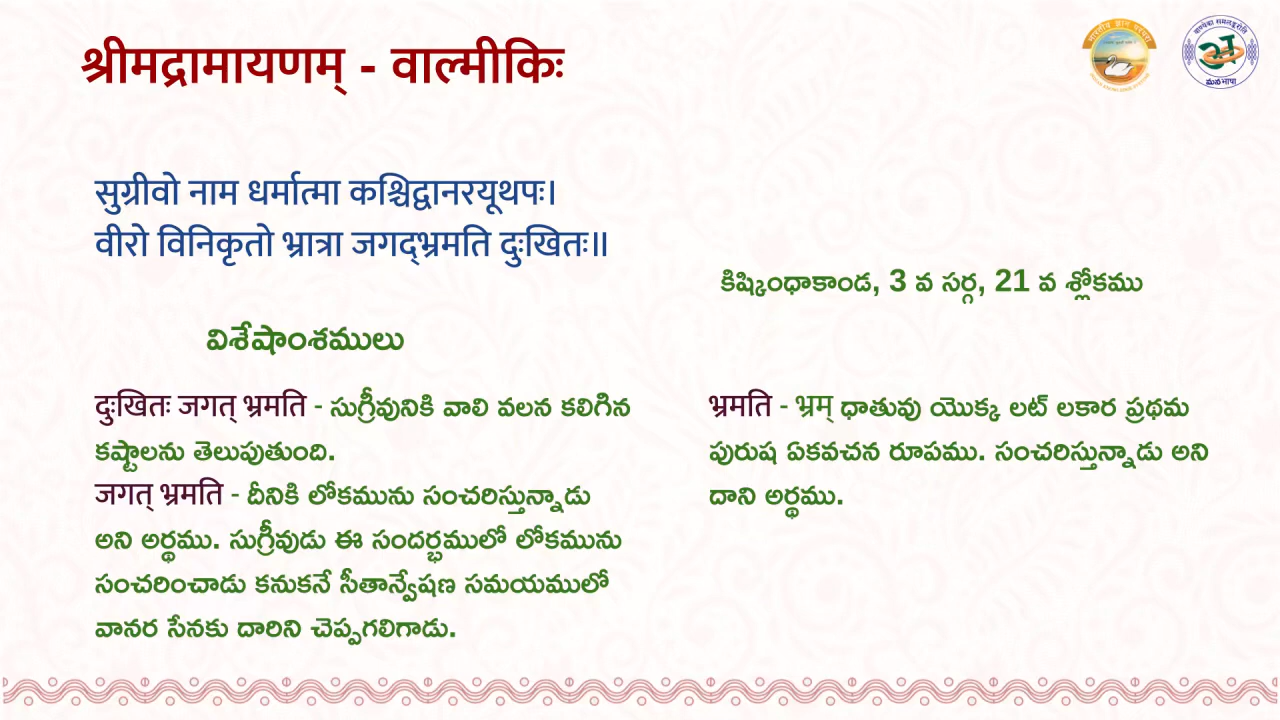 श्रीमद्रामायणम् - वाल्मीकिः
सुग्रीवो नाम धर्मात्मा कश्चिद्वानरयूथपः।
वीरो विनिकृतो भ्रात्रा जगद्भ्रमति दुःखितः॥
కిష్కింధాకాండ, 3 వ సర్గ, 21 వ శ్లోకము
విశేషాంశములు
दुःखितः जगत् भ्रमति - సుగ్రీవునికి వాలి వలన కలిగిన
కష్టాలను తెలుపుతుంది.
जगत् भ्रमति - దీనికి లోకమును సంచరిస్తున్నాడు
అని అర్థము. సుగ్రీవుడు ఈ సందర్భములో లోకమును
సంచరించాడు కనుకనే సీతాన్వేషణ సమయములో
వానర సేనకు దారిని చెప్పగలిగాడు.
भ्रमति - भ्रम् ధాతువు యొక్క లట్ లకార ప్రథమ
పురుష ఏకవచన రూపము. సంచరిస్తున్నాడు అని
దాని అర్థము.